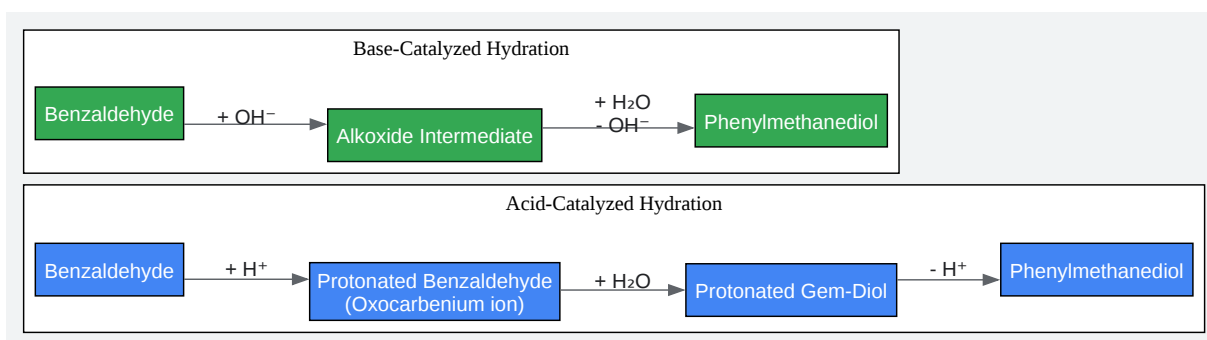 Base-Catalyzed Hydration
Benzaldehyde
+ OH⁻
Alkoxide Intermediate
+ H₂O
- OH⁻
Phenylmethanediol
Acid-Catalyzed Hydration
Benzaldehyde
+ H⁺
Protonated Benzaldehyde
(Oxocarbenium ion)
+ H₂O
Protonated Gem-Diol
- H⁺
Phenylmethanediol